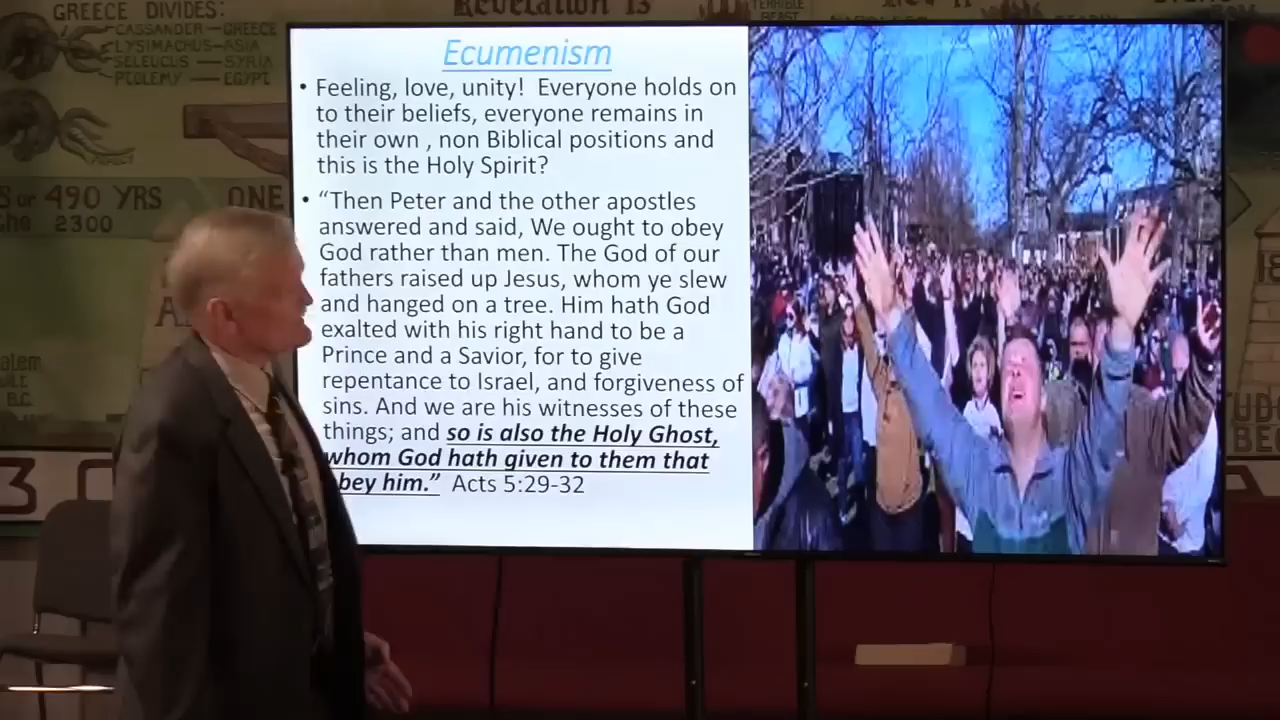 GREECE DIVIDES:
CASSANDER—GREECE
LYSIMACHUS—ASIA
SELEUCUS — SYRIA
PTOLEMY — EGYPT
Revelation 13
TERRIBLE
BEAST
OR 490 YRS
ONE
2300
B.C.
Ecumenism
• Feeling, love, unity!  Everyone holds on
to their beliefs, everyone remains in
their own , non Biblical positions and
this is the Holy Spirit?
• “Then Peter and the other apostles
answered and said, We ought to obey
God rather than men. The God of our
fathers raised up Jesus, whom ye slew
and hanged on a tree. Him hath God
exalted with his right hand to be a
Prince and a Savior, for to give
repentance to Israel, and forgiveness of
sins. And we are his witnesses of these
things; and so is also the Holy Ghost,
whom God hath given to them that
bey him.”  Acts 5:29-32